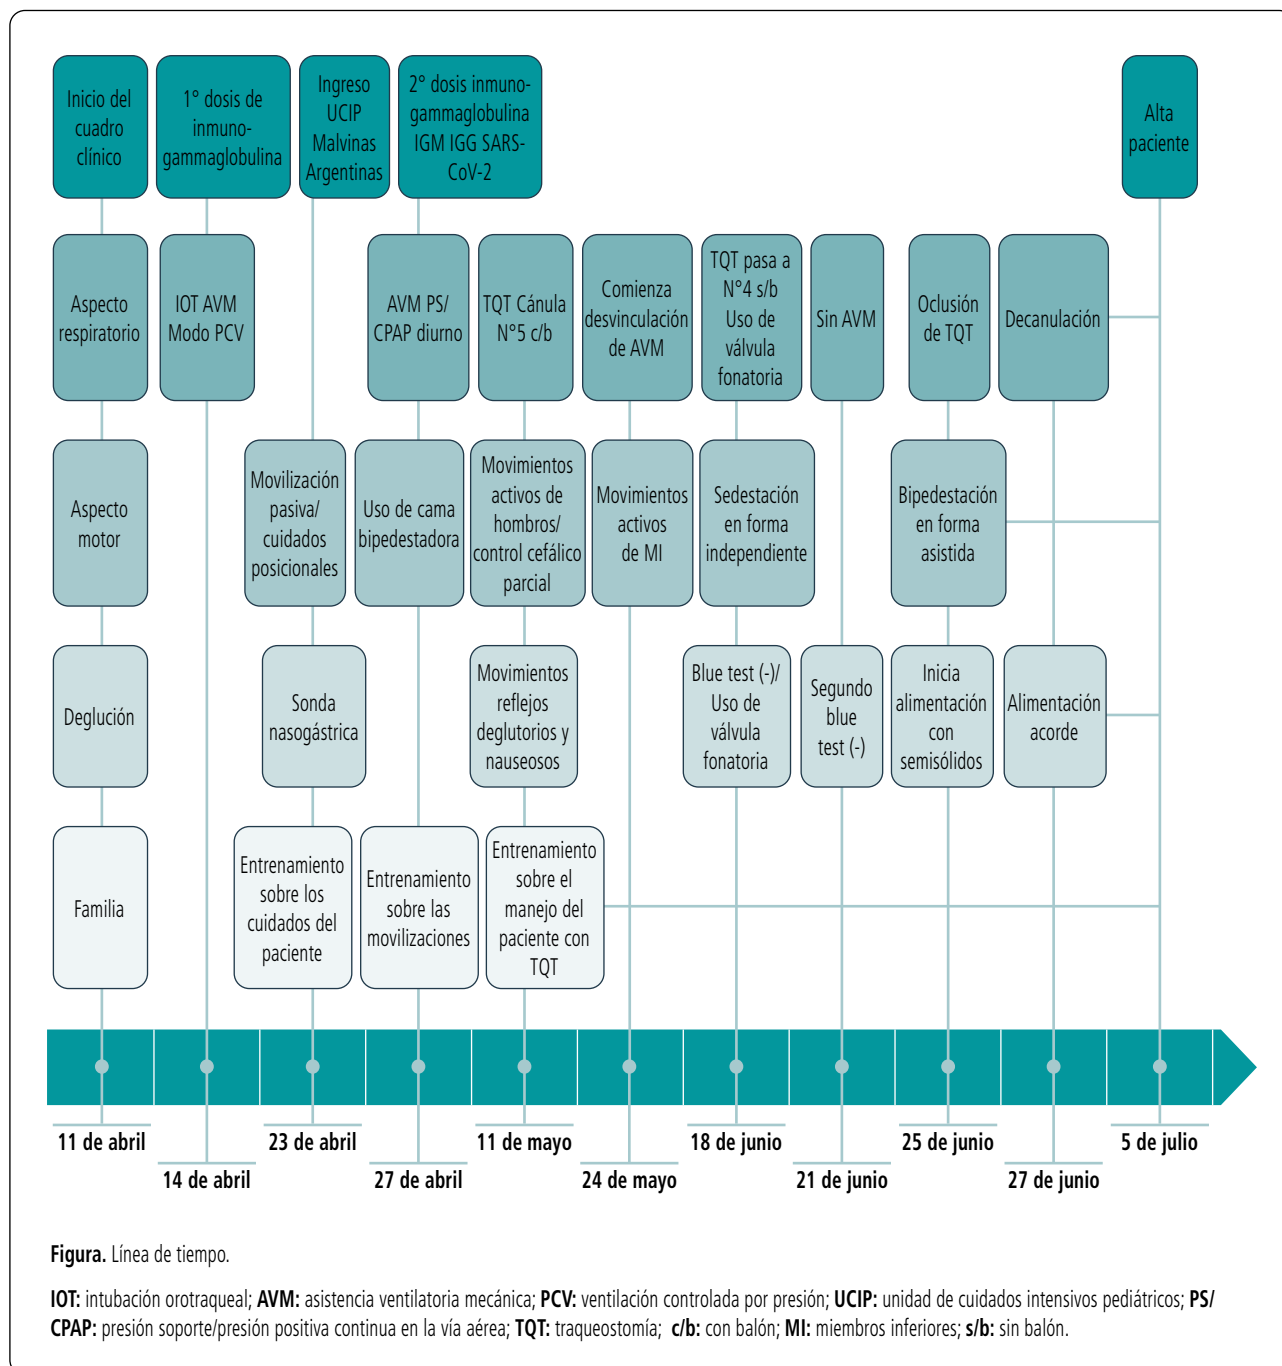 Inicio del
cuadro
clínico
1° dosis de
inmuno-
gammaglobulina
Ingreso
UCIP
Malvinas
Argentinas
2° dosis inmuno-
gammaglobulina
IGM IGG SARS-
CoV-2
Alta
paciente
Aspecto
respiratorio
IOT AVM
Modo PCV
AVM PS/
CPAP diurno
TQT Cánula
N°5 c/b
Comienza
desvinculación
de AVM
TQT pasa a
N°4 s/b
Uso de
válvula
fonatoria
Sin AVM
Oclusión
de TQT
Decanulación
Aspecto
motor
Movilización
pasiva/
cuidados
posicionales
Uso de cama
bipedestadora
Movimientos
activos de
hombros/
control cefálico
parcial
Movimientos
activos
de MI
Sedestación
en forma
independiente
Bipedestación
en forma
asistida
Deglución
Sonda
nasogástrica
Movimientos
reflejos
deglutorios y
nauseosos
Blue test (-)/
Uso de
válvula
fonatoria
Segundo
blue
test (-)
Inicia
alimentación
con
semisólidos
Alimentación
acorde
Familia
Entrenamiento
sobre los
cuidados del
paciente
Entrenamiento
sobre las
movilizaciones
Entrenamiento
sobre el
manejo del
paciente con
TQT
11 de abril
14 de abril
23 de abril
27 de abril
11 de mayo
24 de mayo
18 de junio
21 de junio
25 de junio
27 de junio
5 de julio
Figura. Línea de tiempo.
IOT: intubación orotraqueal; AVM: asistencia ventilatoria mecánica; PCV: ventilación controlada por presión; UCIP: unidad de cuidados intensivos pediátricos; PS/
CPAP: presión soporte/presión positiva continua en la vía aérea; TQT: traqueostomía; c/b: con balón; MI: miembros inferiores; s/b: sin balón.